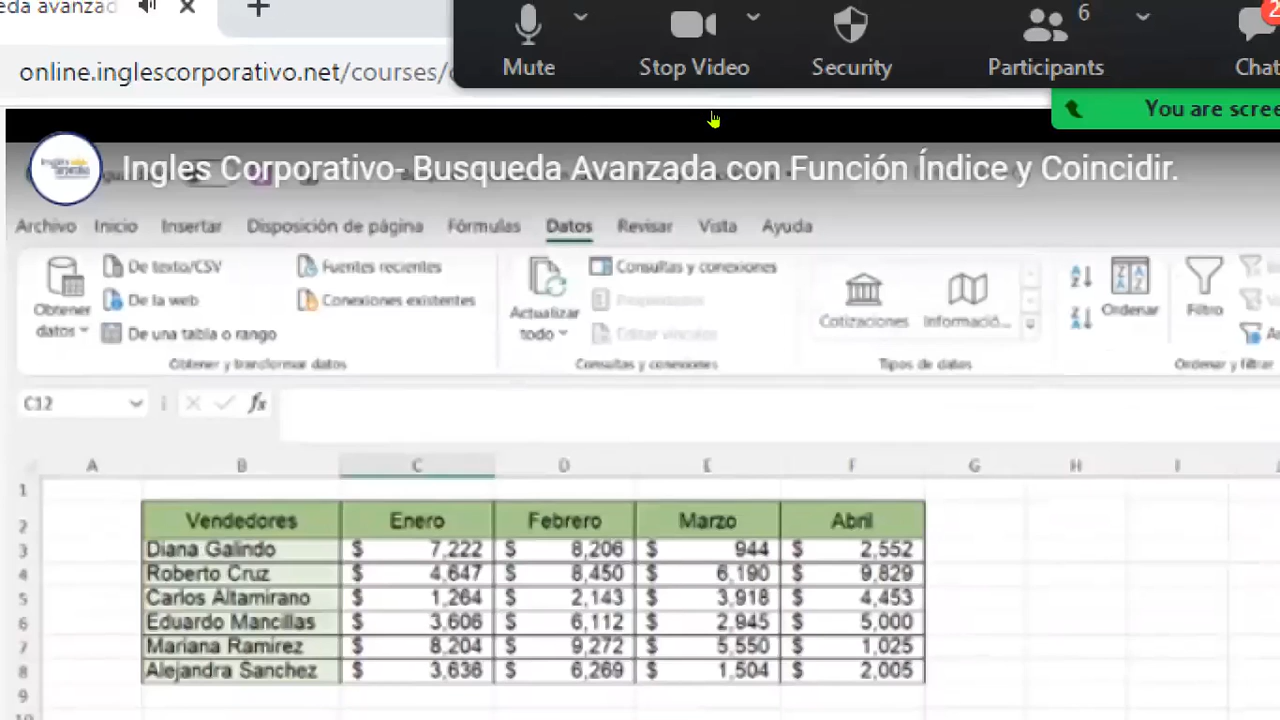 eda avanzad
online.inglescorporativo.net/courses/
Mute
Stop Video
Security
6
Participants
2
Chat
You are scree
Ingles Corporativo- Busqueda Avanzada con Función Índice y Coincidir.
Archivo Inicio Insertar Disposición de página Fórmulas Datos Revisar Vista Ayuda
Obtener datos
De texto/CSV
De la web
De una tabla o rango
Fuentes recientes
Conexiones existentes
Obtener y transformar datos
Actualizar todo
Consultas y conexiones
Propiedades
Editar vínculos
Consultas y conexiones
Cotizaciones
Informació...
Tipos de datos
Ordenar
Filtro
Ordenar y filtrar
C12
fx
A B C D E F G H I
1
2 Vendedores Enero Febrero Marzo Abril
3 Diana Galindo $ 7,222 $ 8,206 $ 944 $ 2,552
4 Roberto Cruz $ 4,647 $ 8,450 $ 6,190 $ 9,829
5 Carlos Altamirano $ 1,264 $ 2,143 $ 3,918 $ 4,453
6 Eduardo Mancillas $ 3,606 $ 6,112 $ 2,945 $ 5,000
7 Mariana Ramirez $ 8,204 $ 9,272 $ 5,550 $ 1,025
8 Alejandra Sanchez $ 3,636 $ 6,269 $ 1,504 $ 2,005
9